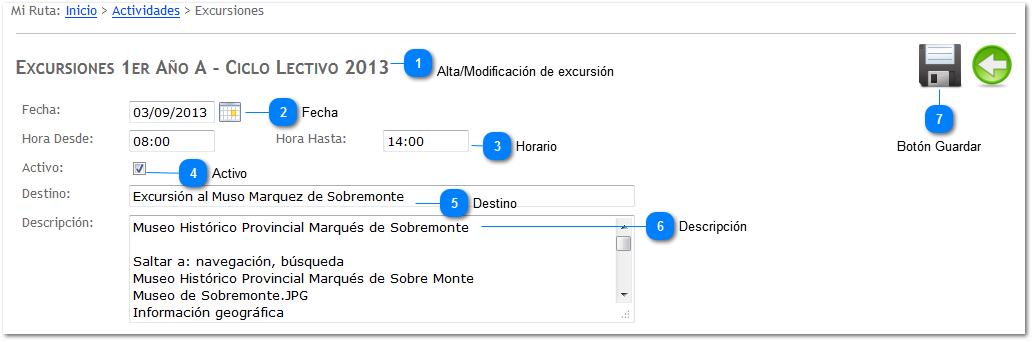 Mi Ruta: Inicio > Actividades > Excursiones
Excursiones 1er Año A - Ciclo Lectivo 2013
1 Alta/Modificación de excursión
7
Botón Guardar
Fecha: 03/09/2013 2 Fecha
Hora Desde: 08:00 Hora Hasta: 14:00 3 Horario
Activo: 4 Activo
Destino: Excursión al Muso Marquez de Sobremonte 5 Destino
Descripción: Museo Histórico Provincial Marqués de Sobremonte 6 Descripción
Saltar a: navegación, búsqueda
Museo Histórico Provincial Marqués de Sobre Monte
Museo de Sobremonte.JPG
Información geográfica